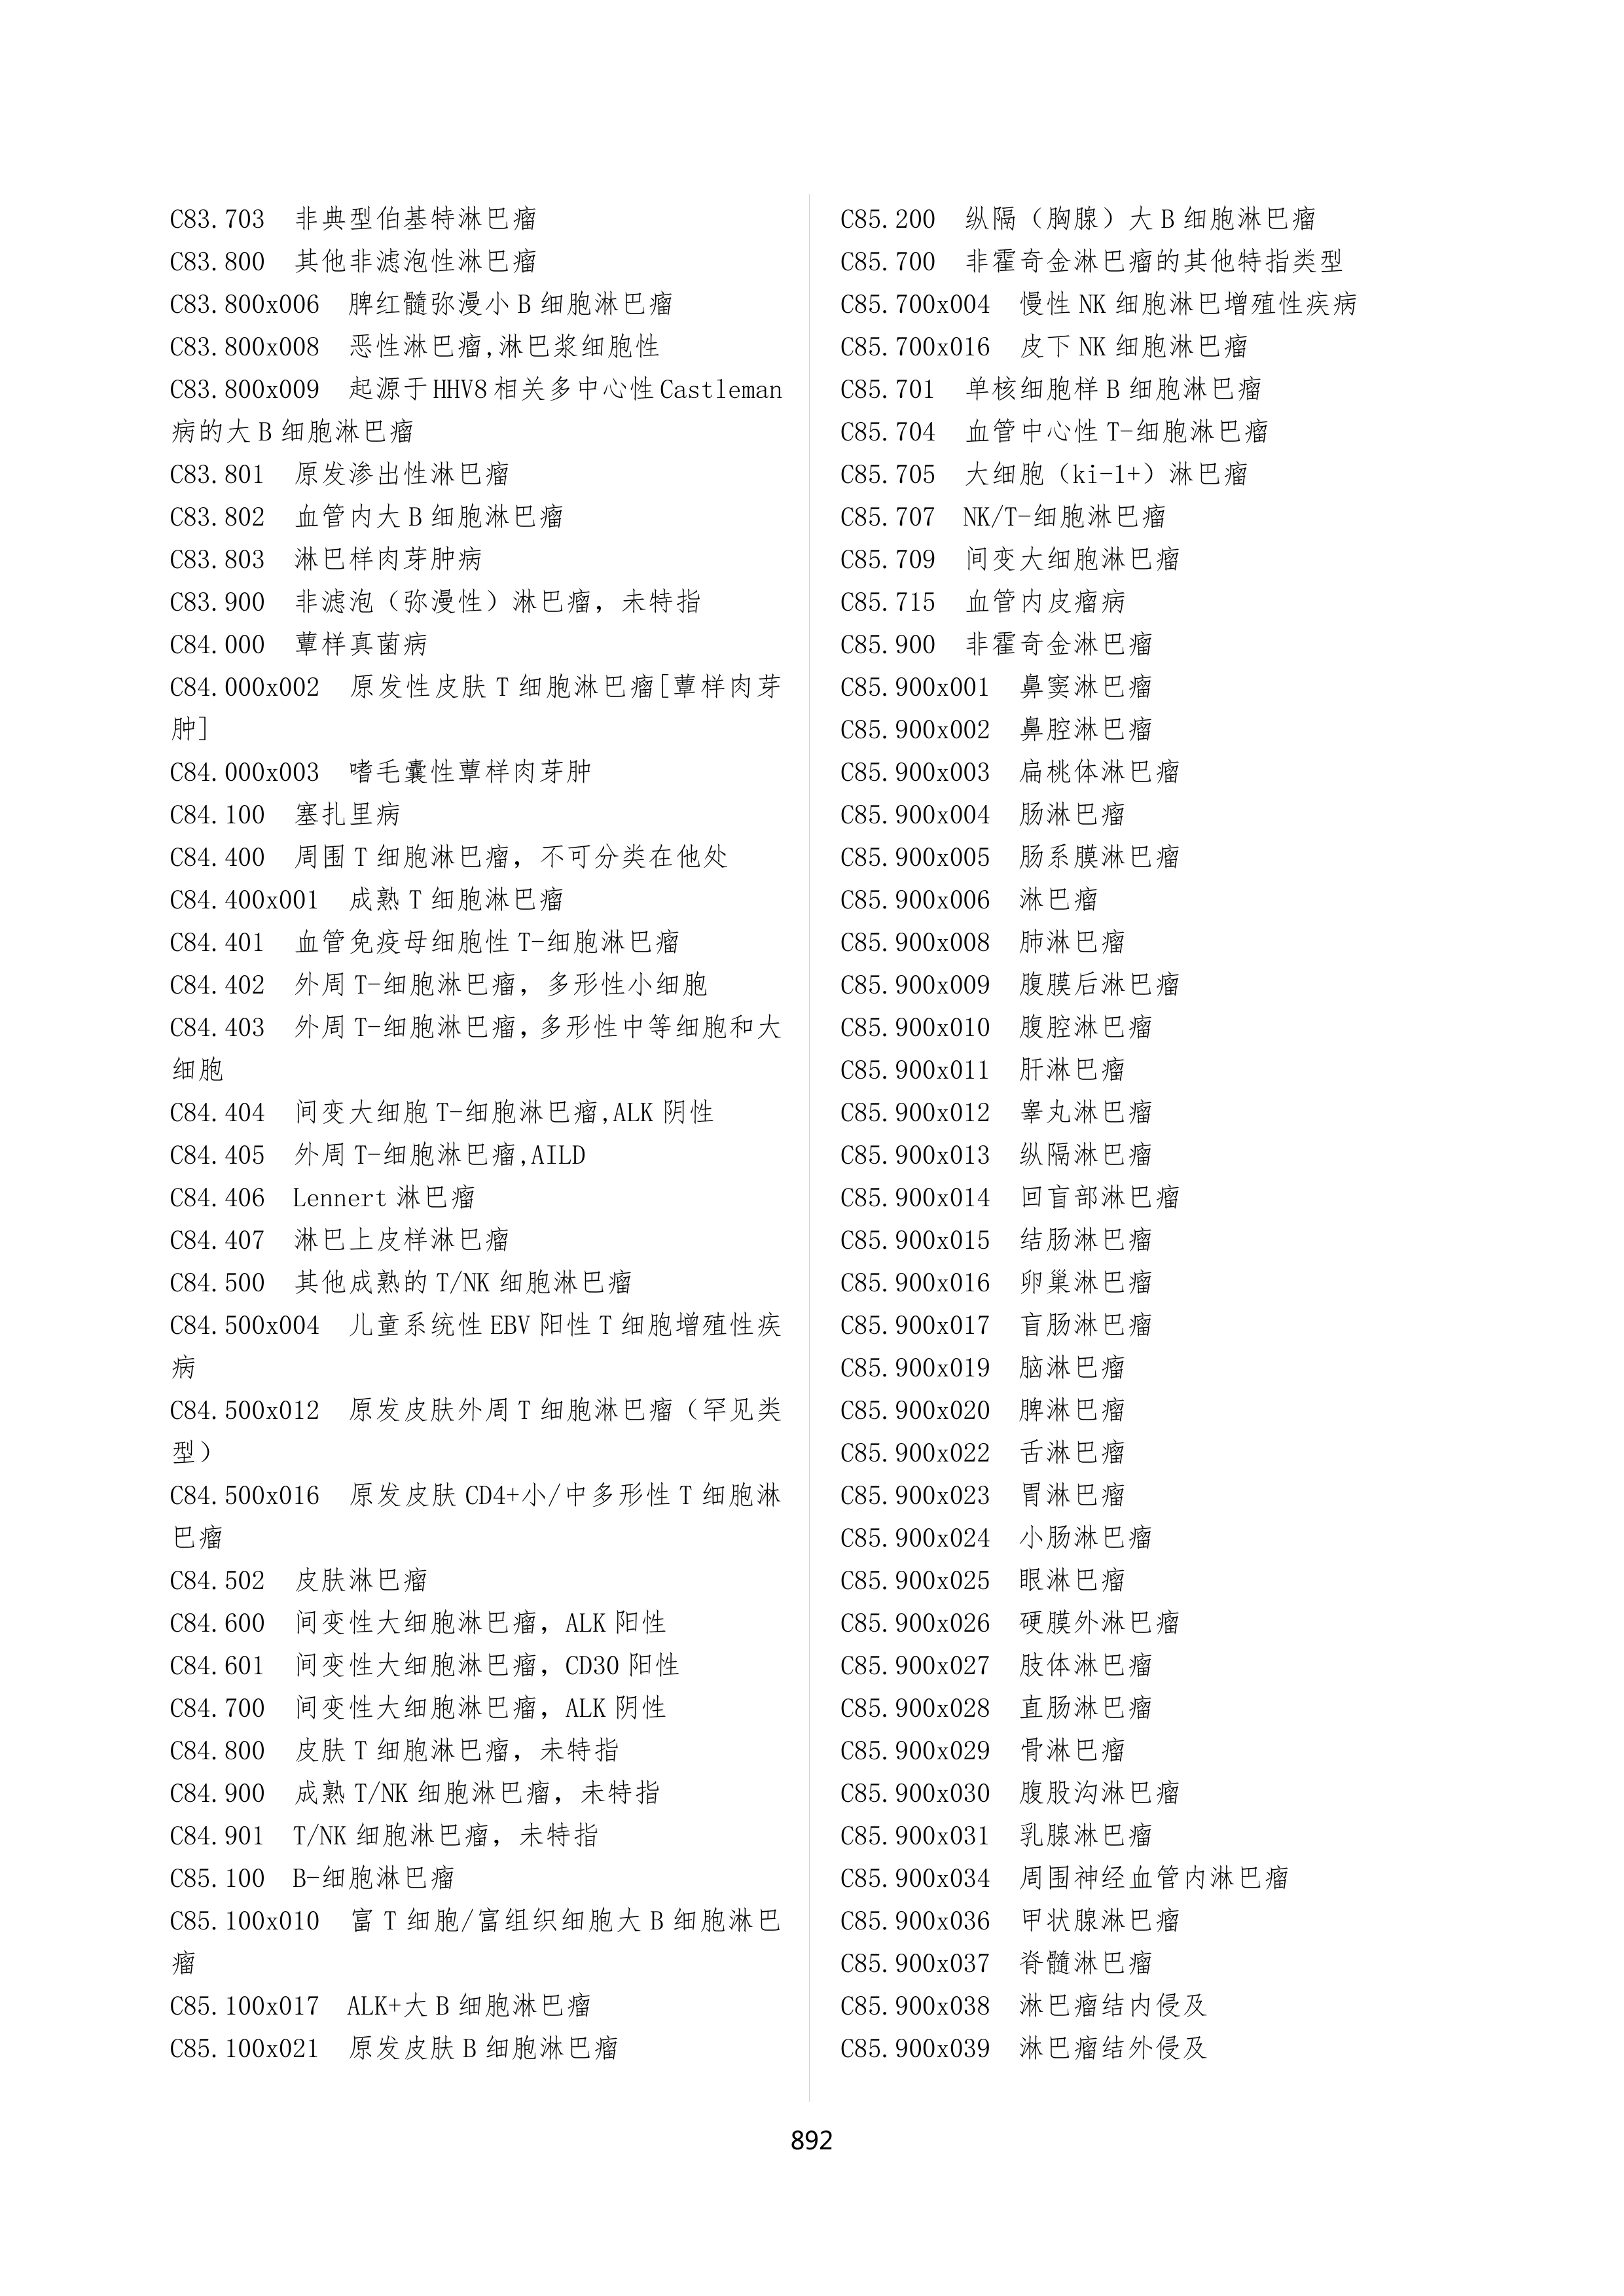 C83.703 非典型伯基特淋巴瘤
C83.800 其他非滤泡性淋巴瘤
C83.800x006 脾红髓弥漫小 B 细胞淋巴瘤
C83.800x008 恶性淋巴瘤,淋巴浆细胞性
C83.800x009 起源于 HHV8 相关多中心性 Castleman
病的大 B 细胞淋巴瘤
C83.801 原发渗出性淋巴瘤
C83.802 血管内大 B 细胞淋巴瘤
C83.803 淋巴样肉芽肿病
C83.900 非滤泡（弥漫性）淋巴瘤，未特指
C84.000 蕈样真菌病
C84.000x002 原发性皮肤 T 细胞淋巴瘤[蕈样肉芽
肿]
C84.000x003 嗜毛囊性蕈样肉芽肿
C84.100 塞扎里病
C84.400 周围 T 细胞淋巴瘤，不可分类在他处
C84.400x001 成熟 T 细胞淋巴瘤
C84.401 血管免疫母细胞性 T-细胞淋巴瘤
C84.402 外周 T-细胞淋巴瘤，多形性小细胞
C84.403 外周 T-细胞淋巴瘤，多形性中等细胞和大
细胞
C84.404 间变大细胞 T-细胞淋巴瘤,ALK 阴性
C84.405 外周 T-细胞淋巴瘤,AILD
C84.406 Lennert 淋巴瘤
C84.407 淋巴上皮样淋巴瘤
C84.500 其他成熟的 T/NK 细胞淋巴瘤
C84.500x004 儿童系统性 EBV 阳性 T 细胞增殖性疾
病
C84.500x012 原发皮肤外周 T 细胞淋巴瘤（罕见类
型）
C84.500x016 原发皮肤 CD4+小/中多形性 T 细胞淋
巴瘤
C84.502 皮肤淋巴瘤
C84.600 间变性大细胞淋巴瘤，ALK 阳性
C84.601 间变性大细胞淋巴瘤，CD30 阳性
C84.700 间变性大细胞淋巴瘤，ALK 阴性
C84.800 皮肤 T 细胞淋巴瘤，未特指
C84.900 成熟 T/NK 细胞淋巴瘤，未特指
C84.901 T/NK 细胞淋巴瘤，未特指
C85.100 B-细胞淋巴瘤
C85.100x010 富 T 细胞/富组织细胞大 B 细胞淋巴
瘤
C85.100x017 ALK+大 B 细胞淋巴瘤
C85.100x021 原发皮肤 B 细胞淋巴瘤
C85.200 纵隔（胸腺）大 B 细胞淋巴瘤
C85.700 非霍奇金淋巴瘤的其他特指类型
C85.700x004 慢性 NK 细胞淋巴增殖性疾病
C85.700x016 皮下 NK 细胞淋巴瘤
C85.701 单核细胞样 B 细胞淋巴瘤
C85.704 血管中心性 T-细胞淋巴瘤
C85.705 大细胞（ki-1+）淋巴瘤
C85.707 NK/T-细胞淋巴瘤
C85.709 间变大细胞淋巴瘤
C85.715 血管内皮瘤病
C85.900 非霍奇金淋巴瘤
C85.900x001 鼻窦淋巴瘤
C85.900x002 鼻腔淋巴瘤
C85.900x003 扁桃体淋巴瘤
C85.900x004 肠淋巴瘤
C85.900x005 肠系膜淋巴瘤
C85.900x006 淋巴瘤
C85.900x008 肺淋巴瘤
C85.900x009 腹膜后淋巴瘤
C85.900x010 腹腔淋巴瘤
C85.900x011 肝淋巴瘤
C85.900x012 睾丸淋巴瘤
C85.900x013 纵隔淋巴瘤
C85.900x014 回盲部淋巴瘤
C85.900x015 结肠淋巴瘤
C85.900x016 卵巢淋巴瘤
C85.900x017 盲肠淋巴瘤
C85.900x019 脑淋巴瘤
C85.900x020 脾淋巴瘤
C85.900x022 舌淋巴瘤
C85.900x023 胃淋巴瘤
C85.900x024 小肠淋巴瘤
C85.900x025 眼淋巴瘤
C85.900x026 硬膜外淋巴瘤
C85.900x027 肢体淋巴瘤
C85.900x028 直肠淋巴瘤
C85.900x029 骨淋巴瘤
C85.900x030 腹股沟淋巴瘤
C85.900x031 乳腺淋巴瘤
C85.900x034 周围神经血管内淋巴瘤
C85.900x036 甲状腺淋巴瘤
C85.900x037 脊髓淋巴瘤
C85.900x038 淋巴瘤结内侵及
C85.900x039 淋巴瘤结外侵及
892